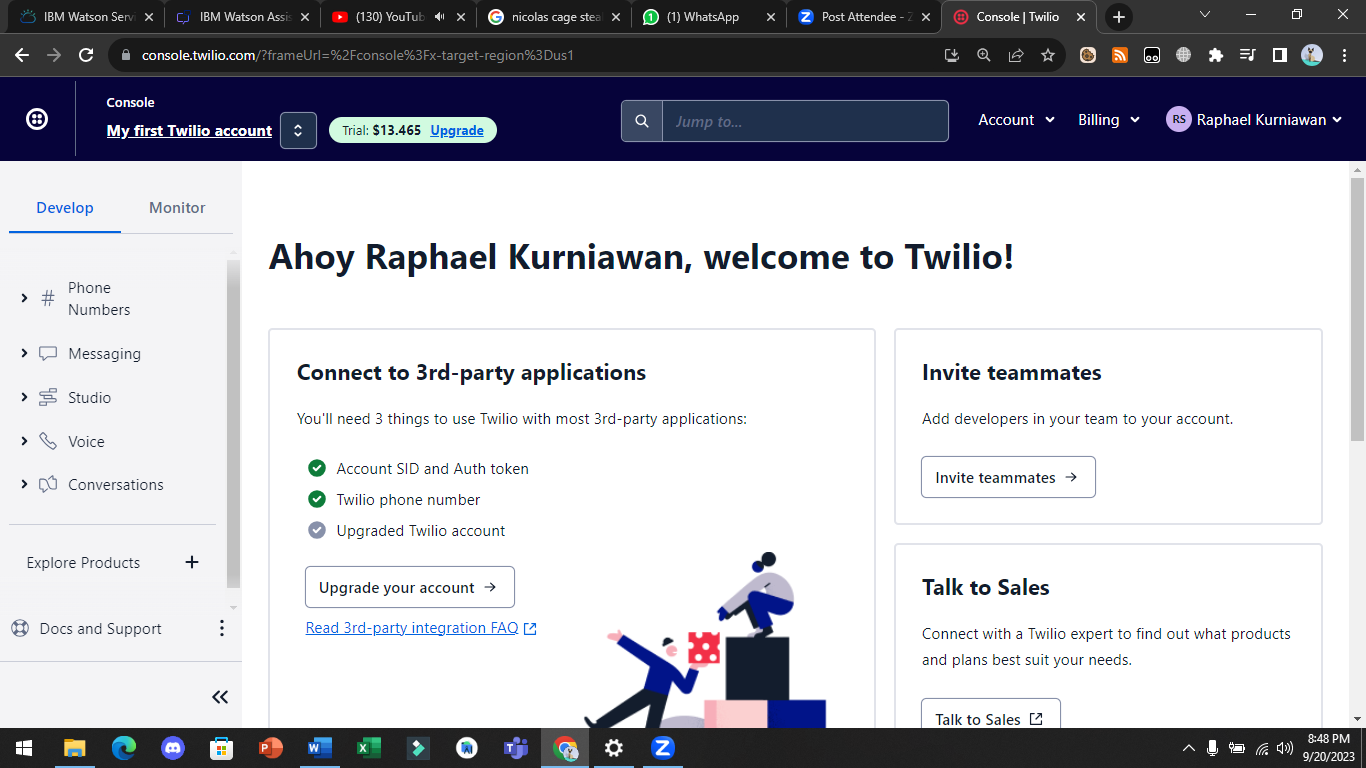 IBM Watson Serv
IBM Watson Assis
(130) YouTub
nicolas cage stea
(1) WhatsApp
Post Attendee - Z
Console | Twilio
console.twilio.com/?frameUrl=%2Fconsole%3Fx-target-region%3Dus1
Console
My first Twilio account
Trial: $13.465 Upgrade
Jump to...
Account
Billing
RS
Raphael Kurniawan
Develop
Monitor
Phone
Numbers
Messaging
Studio
Voice
Conversations
Explore Products
Docs and Support
Ahoy Raphael Kurniawan, welcome to Twilio!
Connect to 3rd-party applications
You'll need 3 things to use Twilio with most 3rd-party applications:
Account SID and Auth token
Twilio phone number
Upgraded Twilio account
Upgrade your account
Read 3rd-party integration FAQ
Invite teammates
Add developers in your team to your account.
Invite teammates
Talk to Sales
Connect with a Twilio expert to find out what products
and plans best suit your needs.
Talk to Sales
8:48 PM
9/20/2023